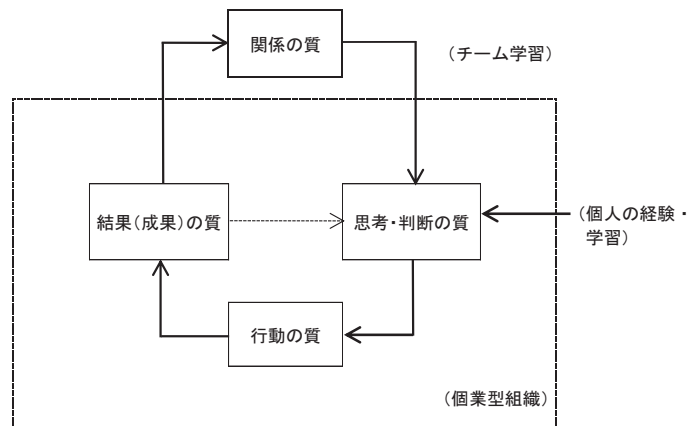 関係の質
（チーム学習）
結果（成果）の質
思考・判断の質
（個人の経験・
学習）
行動の質
（個業型組織）